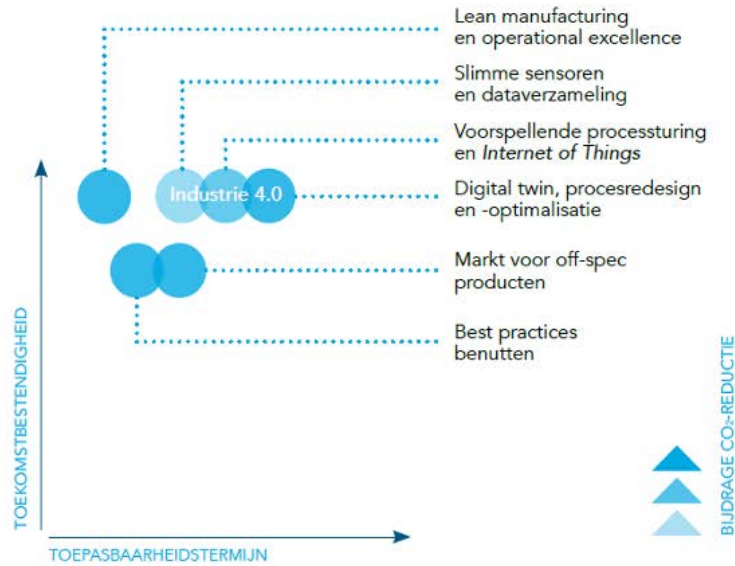 Lean manufacturing
en operational excellence
Slimme sensoren
en dataverzameling
Voorspellende processturing
en Internet of Things
Industrie 4.0
Digital twin, procesredesign
en -optimalisatie
Markt voor off-spec
producten
Best practices
benutten
TOEKOMSTBESTENDIGHEID
TOEPASBAARHEIDSTERMIJN
BIJDRAGE CO₂-REDUCTIE